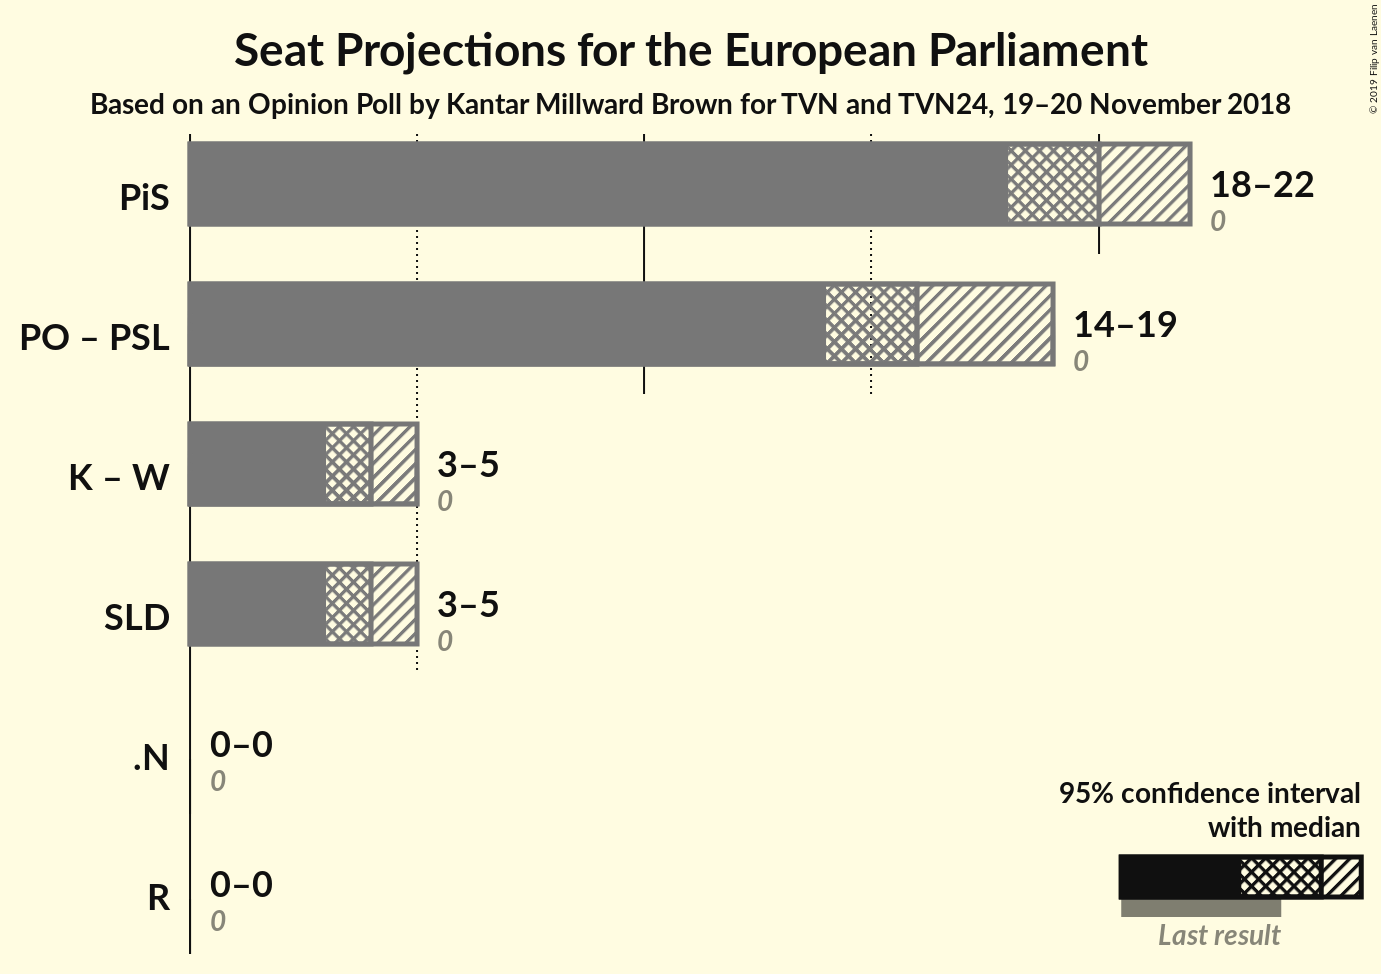 Seat Projections for the European Parliament
Based on an Opinion Poll by Kantar Millward Brown for TVN and TVN24, 19–20 November 2018
© 2019 Filip van Laenen
PiS
18–22
0
PO – PSL
14–19
0
K – W
3–5
0
SLD
3–5
0
.N
0–0
0
R
0–0
0
95% confidence interval
with median
Last result